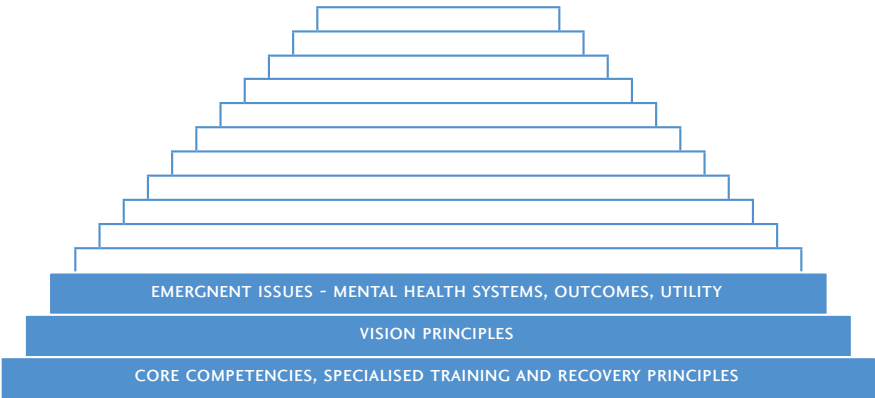 EMERGNENT ISSUES - MENTAL HEALTH SYSTEMS, OUTCOMES, UTILITY
VISION PRINCIPLES
CORE COMPETENCIES, SPECIALISED TRAINING AND RECOVERY PRINCIPLES